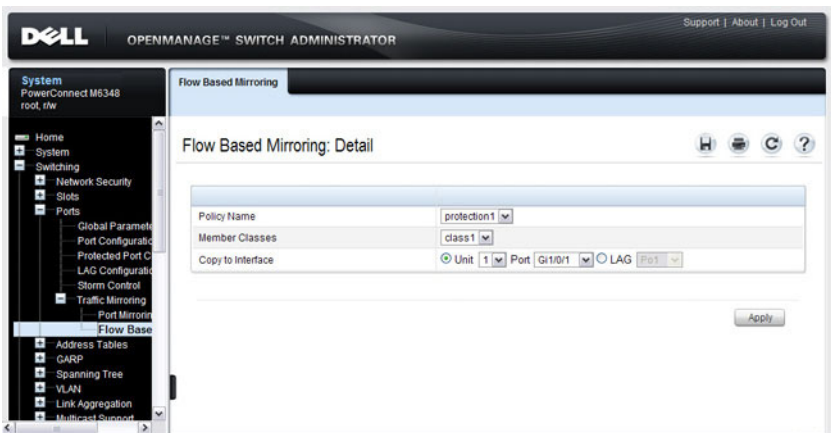 Support | About | Log Out
DELL
OPENMANAGE™ SWITCH ADMINISTRATOR
System
PowerConnect M6348
root, r/w
Flow Based Mirroring
Home
System
Switching
Network Security
Slots
Ports
Global Paramete
Port Configuratio
Protected Port C
LAG Configuratio
Storm Control
Traffic Mirroring
Port Mirrorin
Flow Base
Address Tables
GARP
Spanning Tree
VLAN
Link Aggregation
Multicast Support
Flow Based Mirroring: Detail
Policy Name protection1
Member Classes class1
Copy to Interface Unit 1 Port Gi1/0/1 LAG Po1
Apply